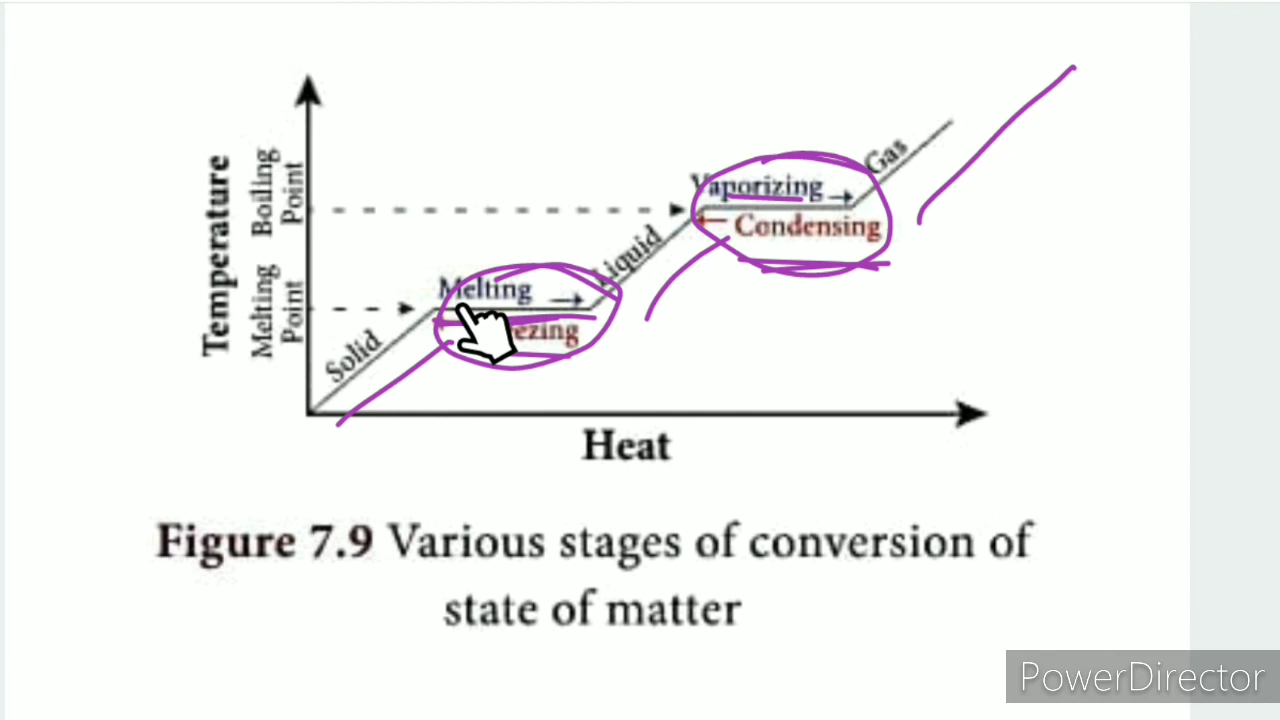 Temperature
Boiling
Point
Melting
Point
Solid
Melting
Liquid
Vaporizing
Condensing
Gas
Heat
Figure 7.9 Various stages of conversion of
state of matter
PowerDirector